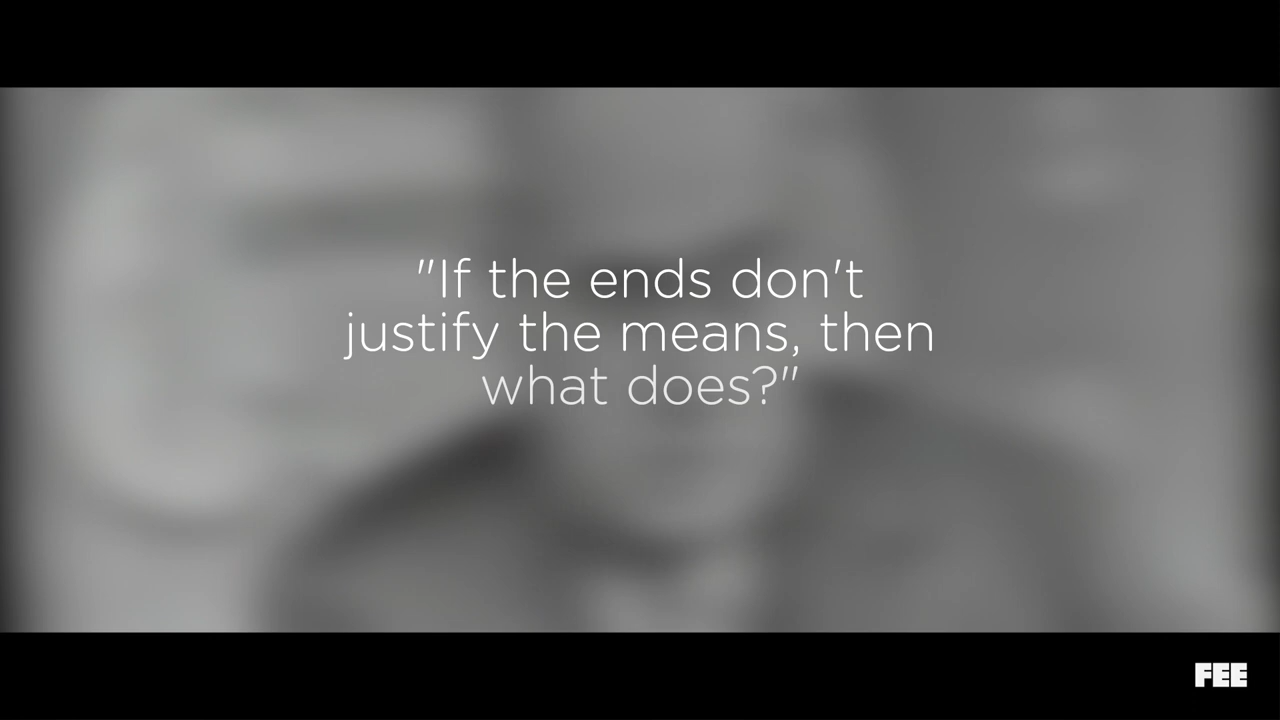 "If the ends don't
justify the means, then
what does?"
FEE